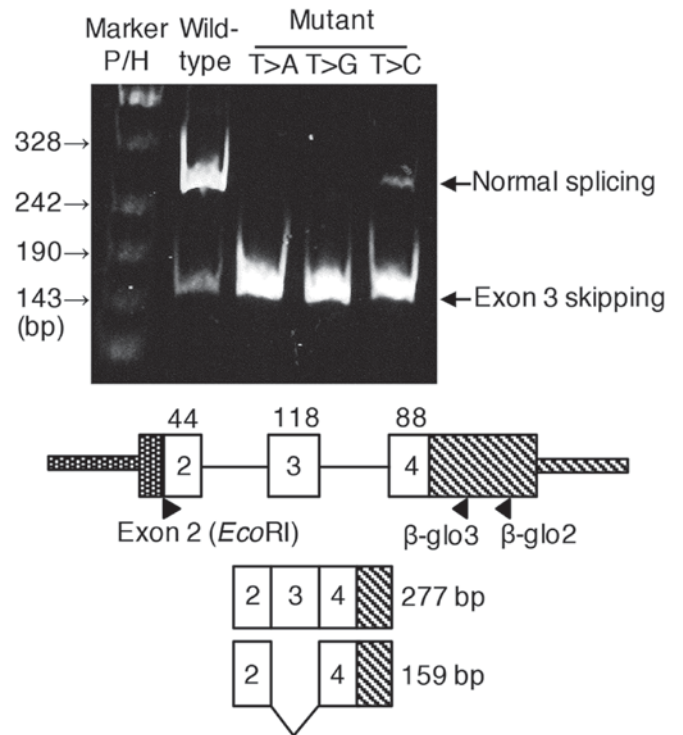 Marker Wild- Mutant
P/H type T>A T>G T>C
328→
←Normal splicing
242→
190→
143→ ←Exon 3 skipping
(bp)
44 118 88
2 3 4
Exon 2 (EcoRI) β-glo3 β-glo2
2 3 4 277 bp
2 4 159 bp